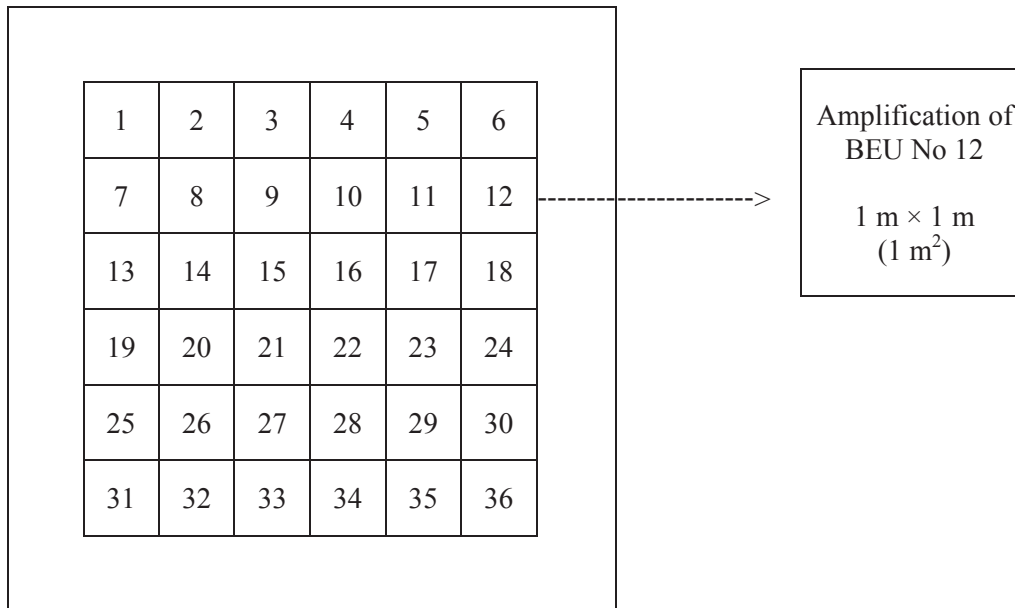 1 2 3 4 5 6
7 8 9 10 11 12
13 14 15 16 17 18
19 20 21 22 23 24
25 26 27 28 29 30
31 32 33 34 35 36
Amplification of
BEU No 12
1 m × 1 m
(1 m²)